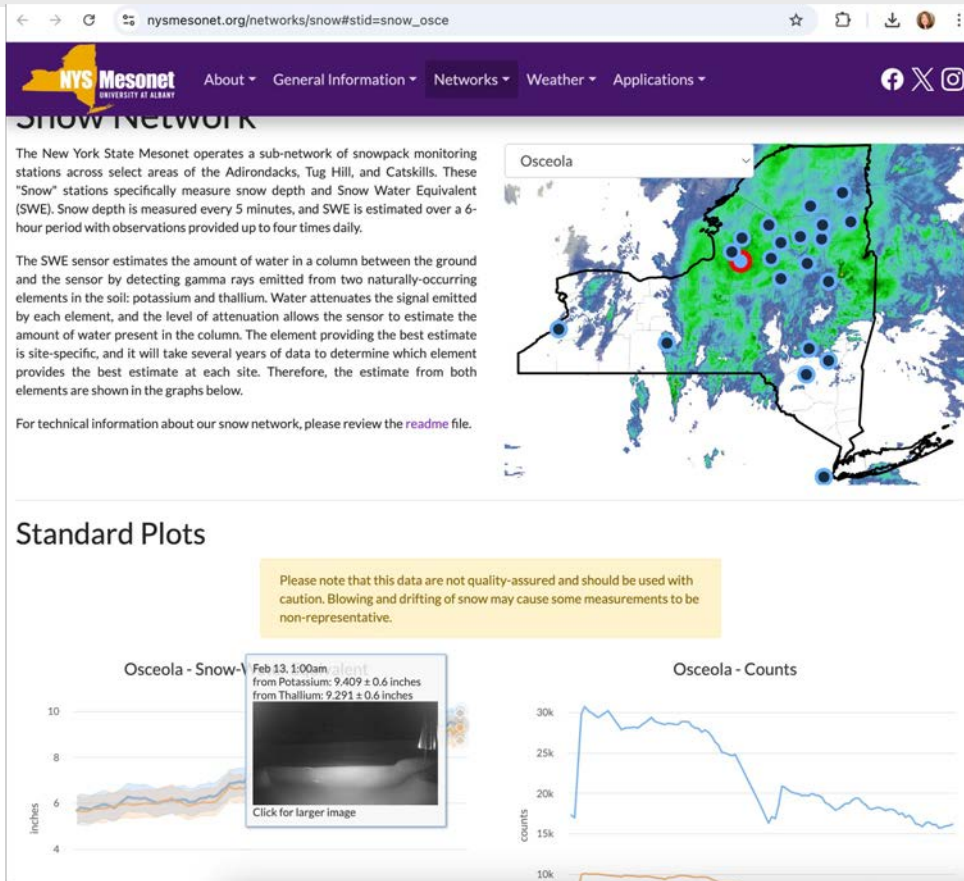 nysmesonet.org/networks/snow#stid=snow_osce
NYS Mesonet
UNIVERSITY AT ALBANY
About
General Information
Networks
Weather
Applications
Snow Network
The New York State Mesonet operates a sub-network of snowpack monitoring
stations across select areas of the Adirondacks, Tug Hill, and Catskills. These
"Snow" stations specifically measure snow depth and Snow Water Equivalent
(SWE). Snow depth is measured every 5 minutes, and SWE is estimated over a 6-
hour period with observations provided up to four times daily.
The SWE sensor estimates the amount of water in a column between the ground
and the sensor by detecting gamma rays emitted from two naturally-occurring
elements in the soil: potassium and thallium. Water attenuates the signal emitted
by each element, and the level of attenuation allows the sensor to estimate the
amount of water present in the column. The element providing the best estimate
is site-specific, and it will take several years of data to determine which element
provides the best estimate at each site. Therefore, the estimate from both
elements are shown in the graphs below.
For technical information about our snow network, please review the readme file.
Osceola
Standard Plots
Please note that this data are not quality-assured and should be used with
caution. Blowing and drifting of snow may cause some measurements to be
non-representative.
Osceola - Snow-W
Feb 13, 1:00am
from Potassium: 9.409 ± 0.6 inches
from Thallium: 9.291 ± 0.6 inches
Click for larger image
10
8
6
4
inches
Osceola - Counts
30k
25k
20k
15k
10k
counts